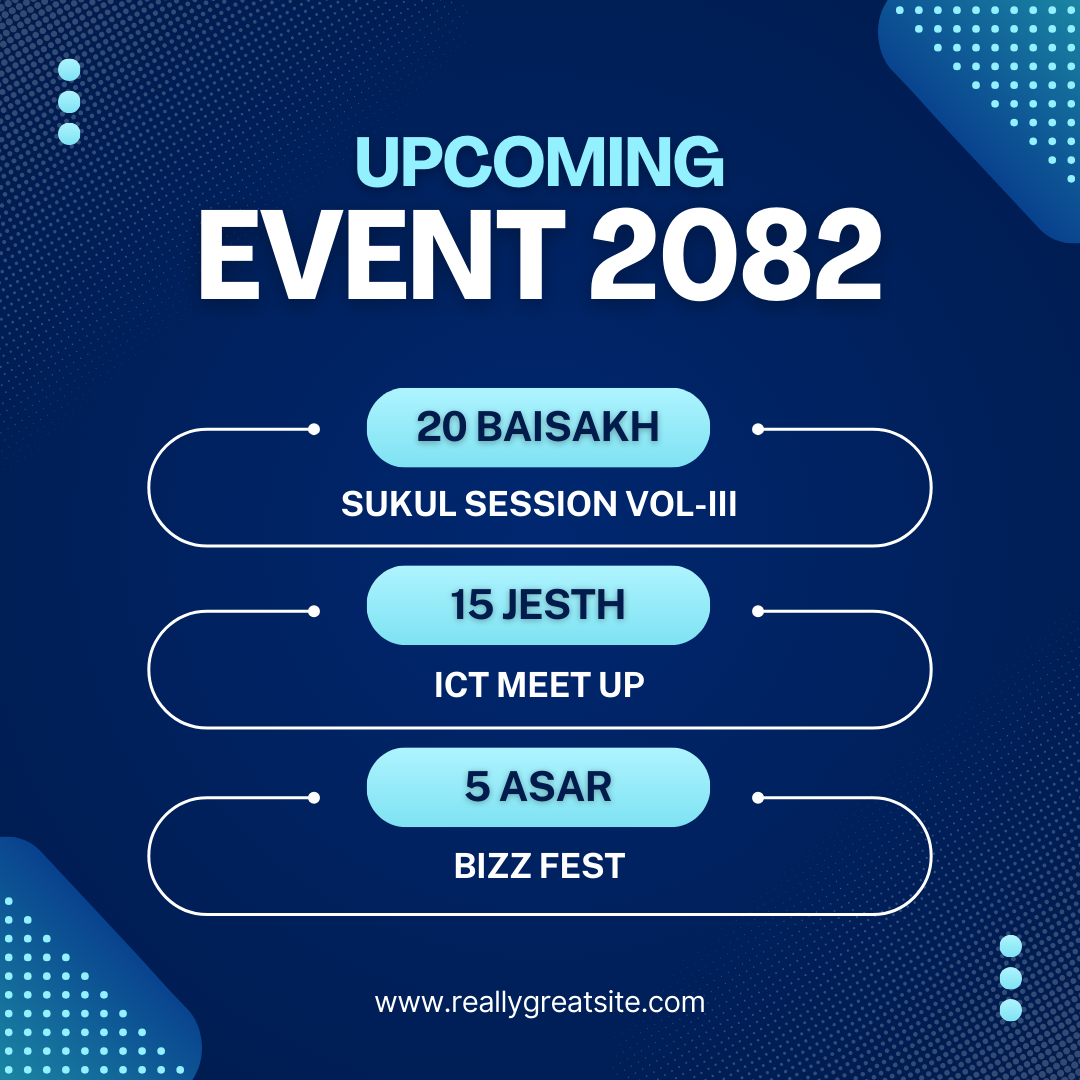 UPCOMING
EVENT 2082
20 BAISAKH
SUKUL SESSION VOL-III
15 JESTH
ICT MEET UP
5 ASAR
BIZZ FEST
www.reallygreatsite.com